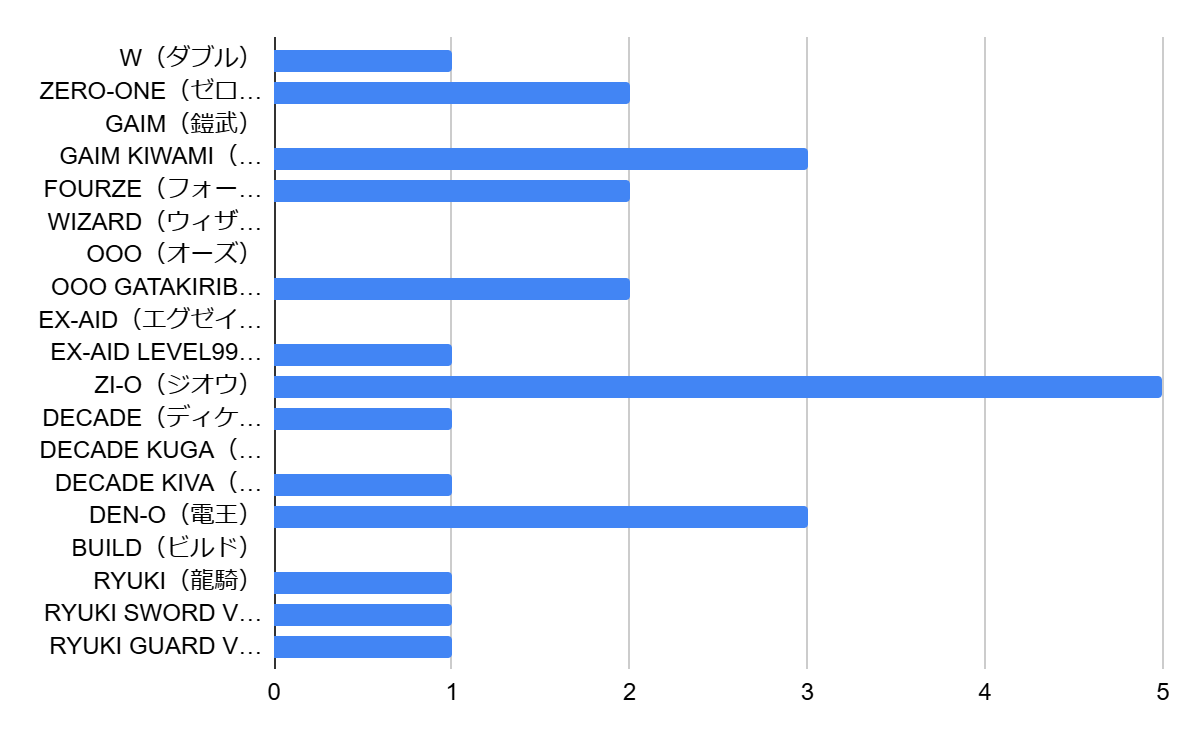 W（ダブル）
ZERO-ONE（ゼロ…
GAIM（鎧武）
GAIM KIWAMI（…
FOURZE（フォー…
WIZARD（ウィザ…
OOO（オーズ）
OOO GATAKIRIB…
EX-AID（エグゼイ…
EX-AID LEVEL99…
ZI-O（ジオウ）
DECADE（ディケ…
DECADE KUGA（…
DECADE KIVA（…
DEN-O（電王）
BUILD（ビルド）
RYUKI（龍騎）
RYUKI SWORD V…
RYUKI GUARD V…
0 1 2 3 4 5